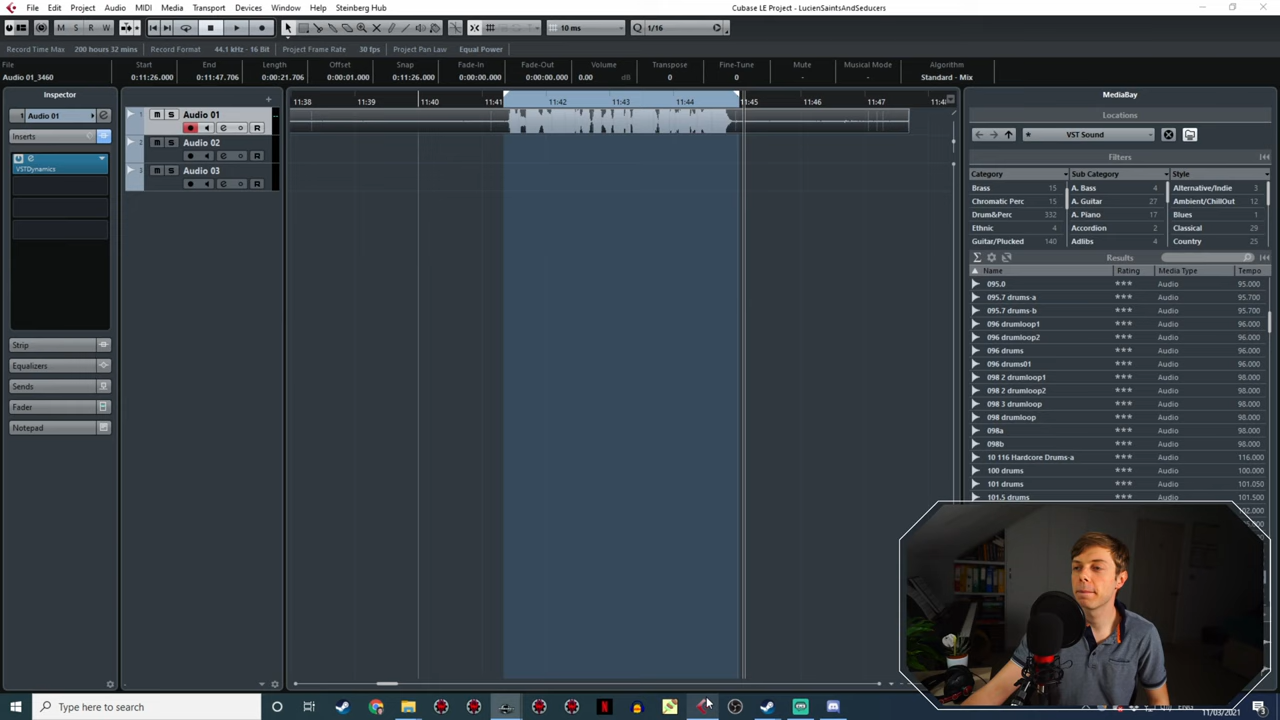 File Edit Project Audio MIDI Media Transport Devices Windows Steinberg Hub Cubase LE Project - LucienSaintsAndSeducers
M S L R W 10 ms Q 1/16
Record Time Max 200 hours 32 mins Record Format 44.1 kHz - 16 Bit Project Frame Rate 30 fps Project Pan Law Equal Power
File Start End Length Offset Snap Fade-In Fade-Out Volume Transpose Fine-Tune Mute Musical Mode Algorithm
Audio 01_3460 0:11:26.000 0:11:47.706 0:00:21.706 0:00:01.000 0:11:26.000 0:00:00.000 0:00:00.000 0.00 0 0 - - Standard - Mix
Inspector
1 Audio 01
Inserts
VSTDynamics
Strip
Equalizers
Sends
Fader
Notepad
1 M S Audio 01
R
2 M S Audio 02
R
3 M S Audio 03
R
11:38 11:39 11:40 11:41 11:42 11:43 11:44 11:45 11:46 11:47
MediaBay
Locations
VST Sound
Filters
Category Sub Category Style
Brass 15 A. Bass 4 Alternative/Indie 3
Chromatic Perc 15 A. Guitar 27 Ambient/ChillOut 12
Drum&Perc 332 A. Piano 17 Blues 1
Ethnic 4 Accordion 2 Classical 29
Guitar/Plucked 140 Adlibs 4 Country 25
Results
Name Rating Media Type Tempo
095.0 *** Audio 95.000
095.7 drums-a *** Audio 95.700
095.7 drums-b *** Audio 95.700
096 drumloop1 *** Audio 96.000
096 drumloop2 *** Audio 96.000
096 drums *** Audio 96.000
096 drums01 *** Audio 96.000
098 2 drumloop1 *** Audio 98.000
098 2 drumloop2 *** Audio 98.000
098 3 drumloop *** Audio 98.000
098 drumloop *** Audio 98.000
098a *** Audio 98.000
098b *** Audio 98.000
10 116 Hardcore Drums-a *** Audio 116.000
100 drums *** Audio 100.000
101 drums *** Audio 101.050
101.5 drums *** Audio 101.500
Type here to search
11/03/2021